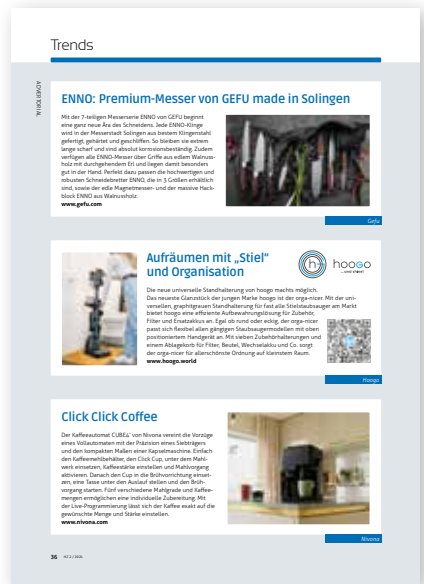 Trends
ADVERTORIAL
ENNO: Premium-Messer von GEFU made in Solingen
Mit der 7-teiligen Messerserie ENNO von GEFU beginnt
eine ganz neue Ära des Schneidens. Jede ENNO-Klinge
wird in der Messerstadt Solingen aus bestem Klingenstahl
gefertigt, gehärtet und geschliffen. So bleiben sie extrem
lange scharf und sind absolut korrosionsbeständig. Zudem
verfügen alle ENNO-Messer über Griffe aus edlem Walnuss-
holz mit durchgehendem Erl und liegen damit besonders
gut in der Hand. Perfekt dazu passen die hochwertigen und
robusten Schneidebretter ENNO, die in 3 Größen erhältlich
sind, sowie der edle Magnetmesser- und der massive Hack-
block ENNO aus Walnussholz.
www.gefu.com
Gefu
Aufräumen mit „Stiel“
und Organisation
h
hoogo
...und steht!
Die neue universelle Standhalterung von hoogo machts möglich.
Das neueste Glanzstück der jungen Marke hoogo ist der orga-nicer. Mit der uni-
versellen, graphitgrauen Standhalterung für fast alle Stielstaubsauger am Markt
bietet hoogo eine effiziente Aufbewahrungslösung für Zubehör,
Filter und Ersatzakkus an. Egal ob rund oder eckig, der orga-nicer
passt sich flexibel allen gängigen Staubsaugermodellen mit oben
positioniertem Handgerät an. Mit sieben Zubehörhalterungen und
einem Ablagekorb für Filter, Beutel, Wechselakku und Co. sorgt
der orga-nicer für allerschönste Ordnung auf kleinstem Raum.
www.hoogo.world
Hoogo
Click Click Coffee
Der Kaffeeautomat CUBE4' von Nivona vereint die Vorzüge
eines Vollautomaten mit der Präzision eines Siebträgers
und den kompakten Maßen einer Kapselmaschine. Einfach
den Kaffeemehlbehälter, den Click Cup, unter dem Mahl-
werk einsetzen, Kaffeestärke einstellen und Mahlvorgang
aktivieren. Danach den Cup in die Brühvorrichtung einset-
zen, eine Tasse unter den Auslauf stellen und den Brüh-
vorgang starten. Fünf verschiedene Mahlgrade und Kaffee-
mengen ermöglichen eine individuelle Zubereitung. Mit
der Live-Programmierung lässt sich der Kaffee exakt auf die
gewünschte Menge und Stärke einstellen.
www.nivona.com
Nivona
36